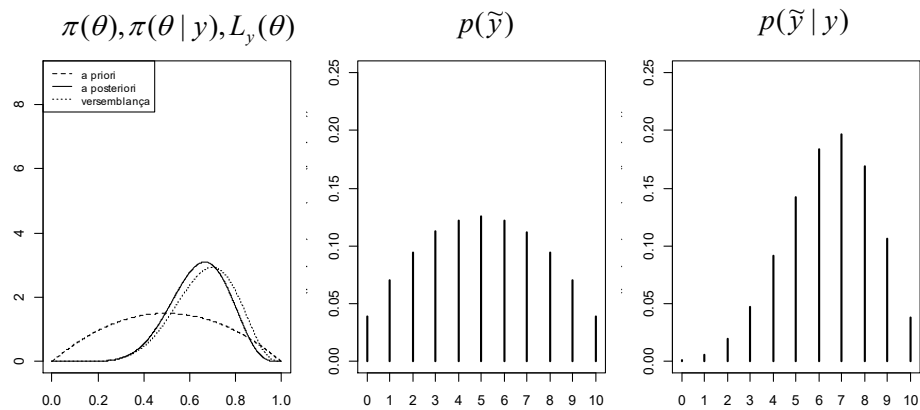 π(θ), π(θ | y), L_y(θ)
p(ỹ)
p(ỹ | y)
a priori
a posteriori
versemblança
8
6
4
2
0
0.0 0.2 0.4 0.6 0.8 1.0
0.25
0.20
0.15
0.10
0.05
0.00
0 1 2 3 4 5 6 7 8 9 10
0.25
0.20
0.15
0.10
0.05
0.00
0 1 2 3 4 5 6 7 8 9 10